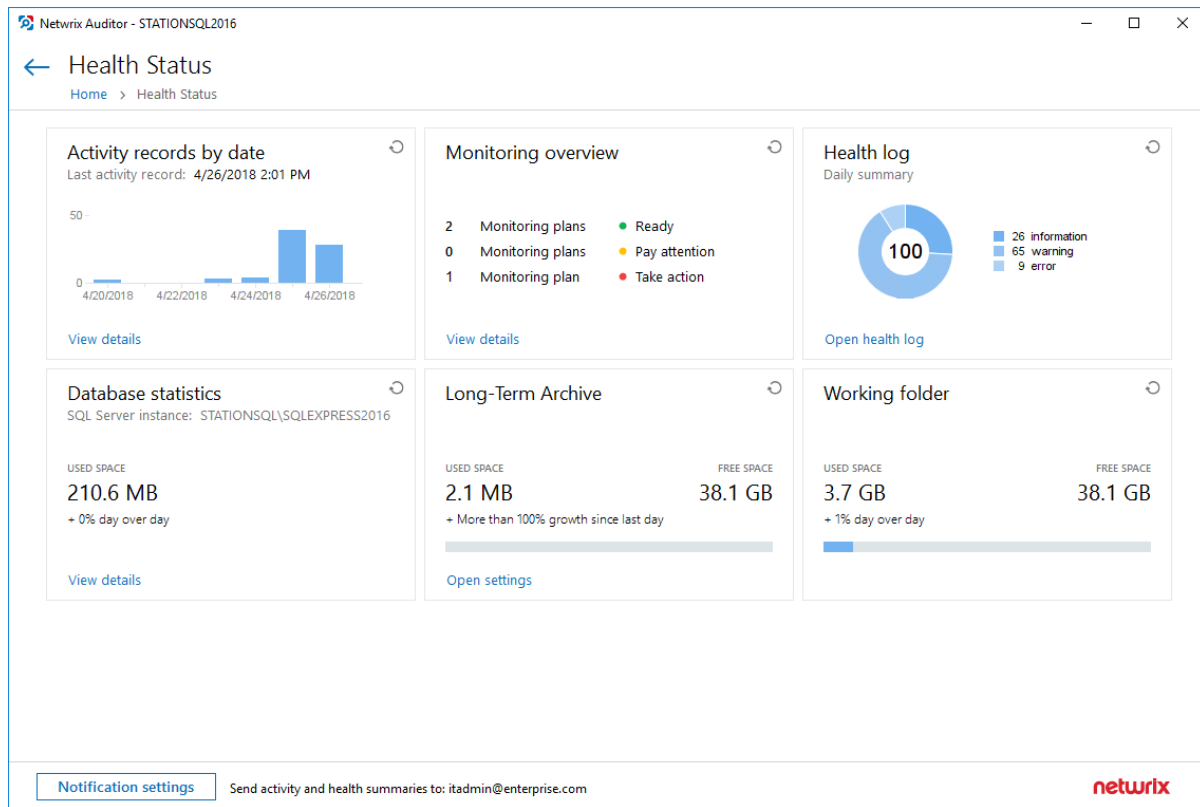 Netwrix Auditor - STATIONSQL2016
Health Status
Home > Health Status
Activity records by date
Last activity record: 4/26/2018 2:01 PM
50
0
4/20/2018 4/22/2018 4/24/2018 4/26/2018
View details
Monitoring overview
2 Monitoring plans Ready
0 Monitoring plans Pay attention
1 Monitoring plan Take action
View details
Health log
Daily summary
100
26 information
65 warning
9 error
Open health log
Database statistics
SQL Server instance: STATIONSQL\SQLEXPRESS2016
USED SPACE
210.6 MB
+ 0% day over day
View details
Long-Term Archive
USED SPACE FREE SPACE
2.1 MB 38.1 GB
+ More than 100% growth since last day
Open settings
Working folder
USED SPACE FREE SPACE
3.7 GB 38.1 GB
+ 1% day over day
Notification settings Send activity and health summaries to: itadmin@enterprise.com
netwrix